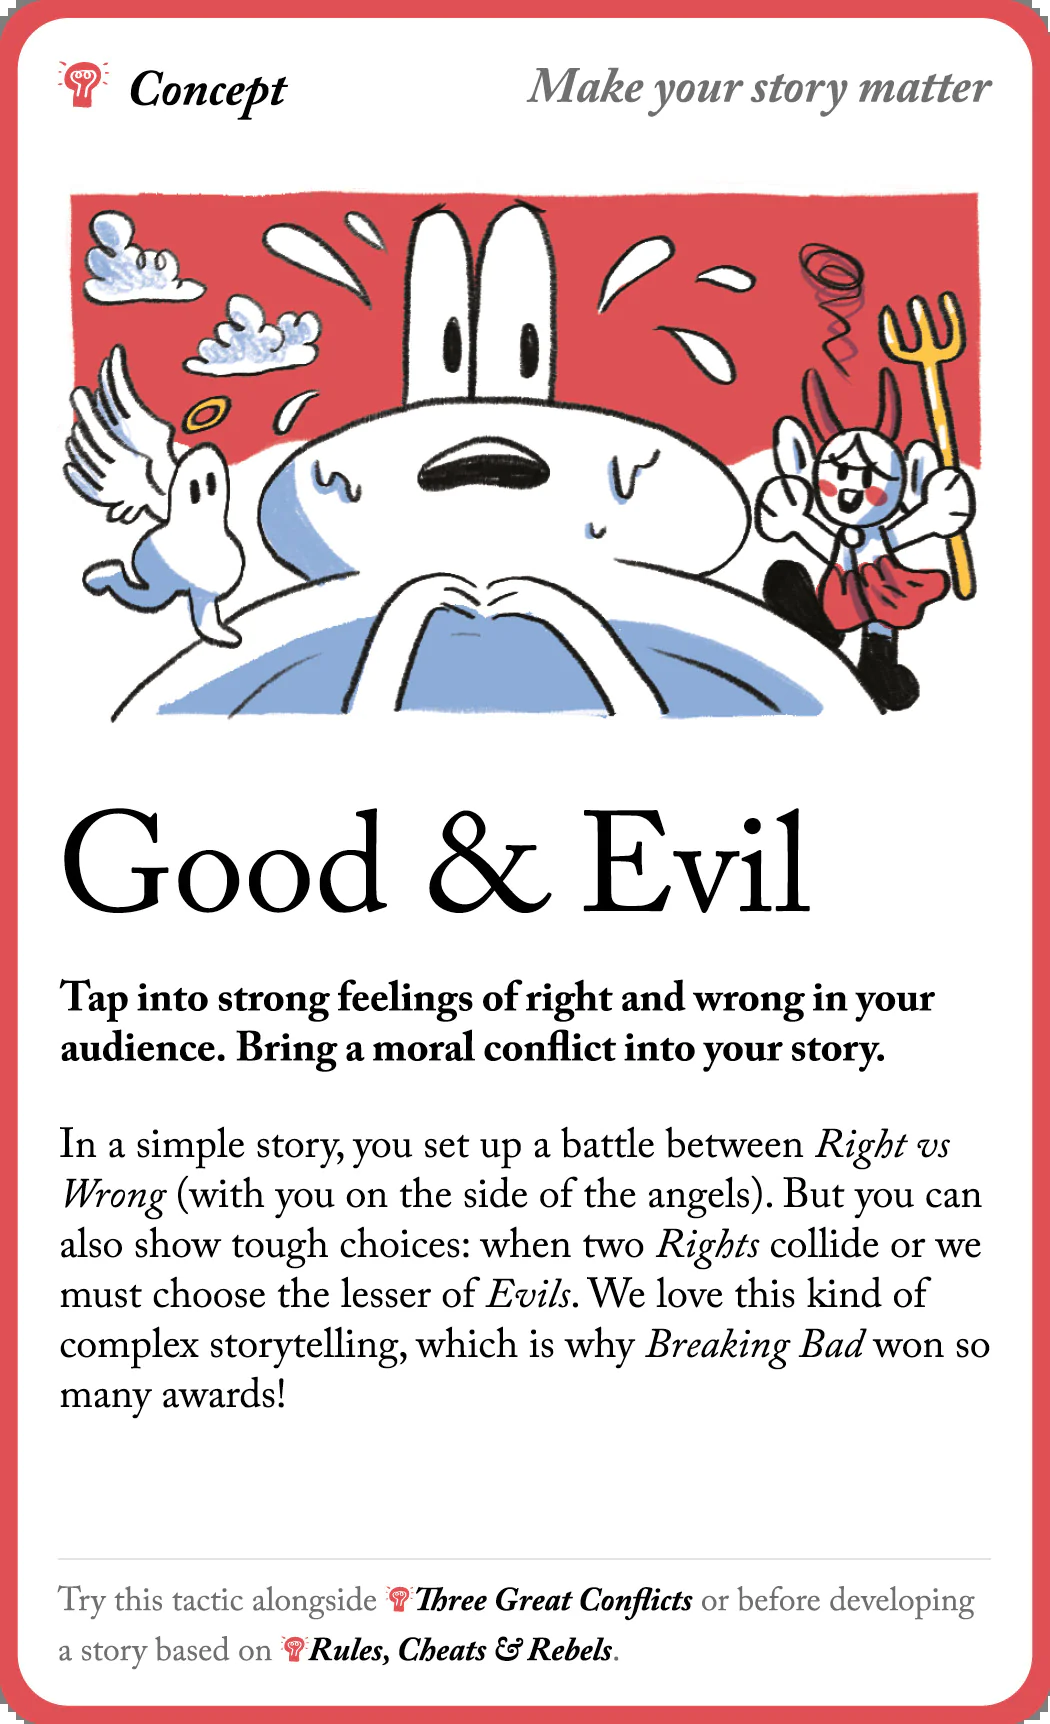 Concept
Make your story matter
Good & Evil
Tap into strong feelings of right and wrong in your
audience. Bring a moral conflict into your story.
In a simple story, you set up a battle between Right vs
Wrong (with you on the side of the angels). But you can
also show tough choices: when two Rights collide or we
must choose the lesser of Evils. We love this kind of
complex storytelling, which is why Breaking Bad won so
many awards!
Try this tactic alongside Three Great Conflicts or before developing
a story based on Rules, Cheats & Rebels.